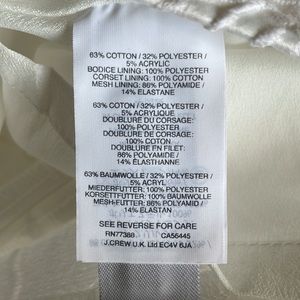 63% COTTON / 32% POLYESTER /
5% ACRYLIC
BODICE LINING: 100% POLYESTER
CORSET LINING: 100% COTTON
MESH LINING: 86% POLYAMIDE /
14% ELASTANE
63% COTON / 32% POLYESTER /
5% ACRYLIQUE
DOUBLURE DU CORSAGE:
100% POLYESTER
DOUBLURE DU CORSET:
100% COTON
DOUBLURE EN FILET:
86% POLYAMIDE /
14% ÉLASTHANNE
63% BAUMWOLLE / 32% POLYESTER /
5% ACRYL
MIEDERFUTTER: 100% POLYESTER
KORSETTFUTTER: 100% BAUMWOLLE
MESH-FUTTER: 86% POLYAMID /
14% ELASTAN
SEE REVERSE FOR CARE
RN77388 CA56445
J.CREW U.K. Ltd EC4V 6JA